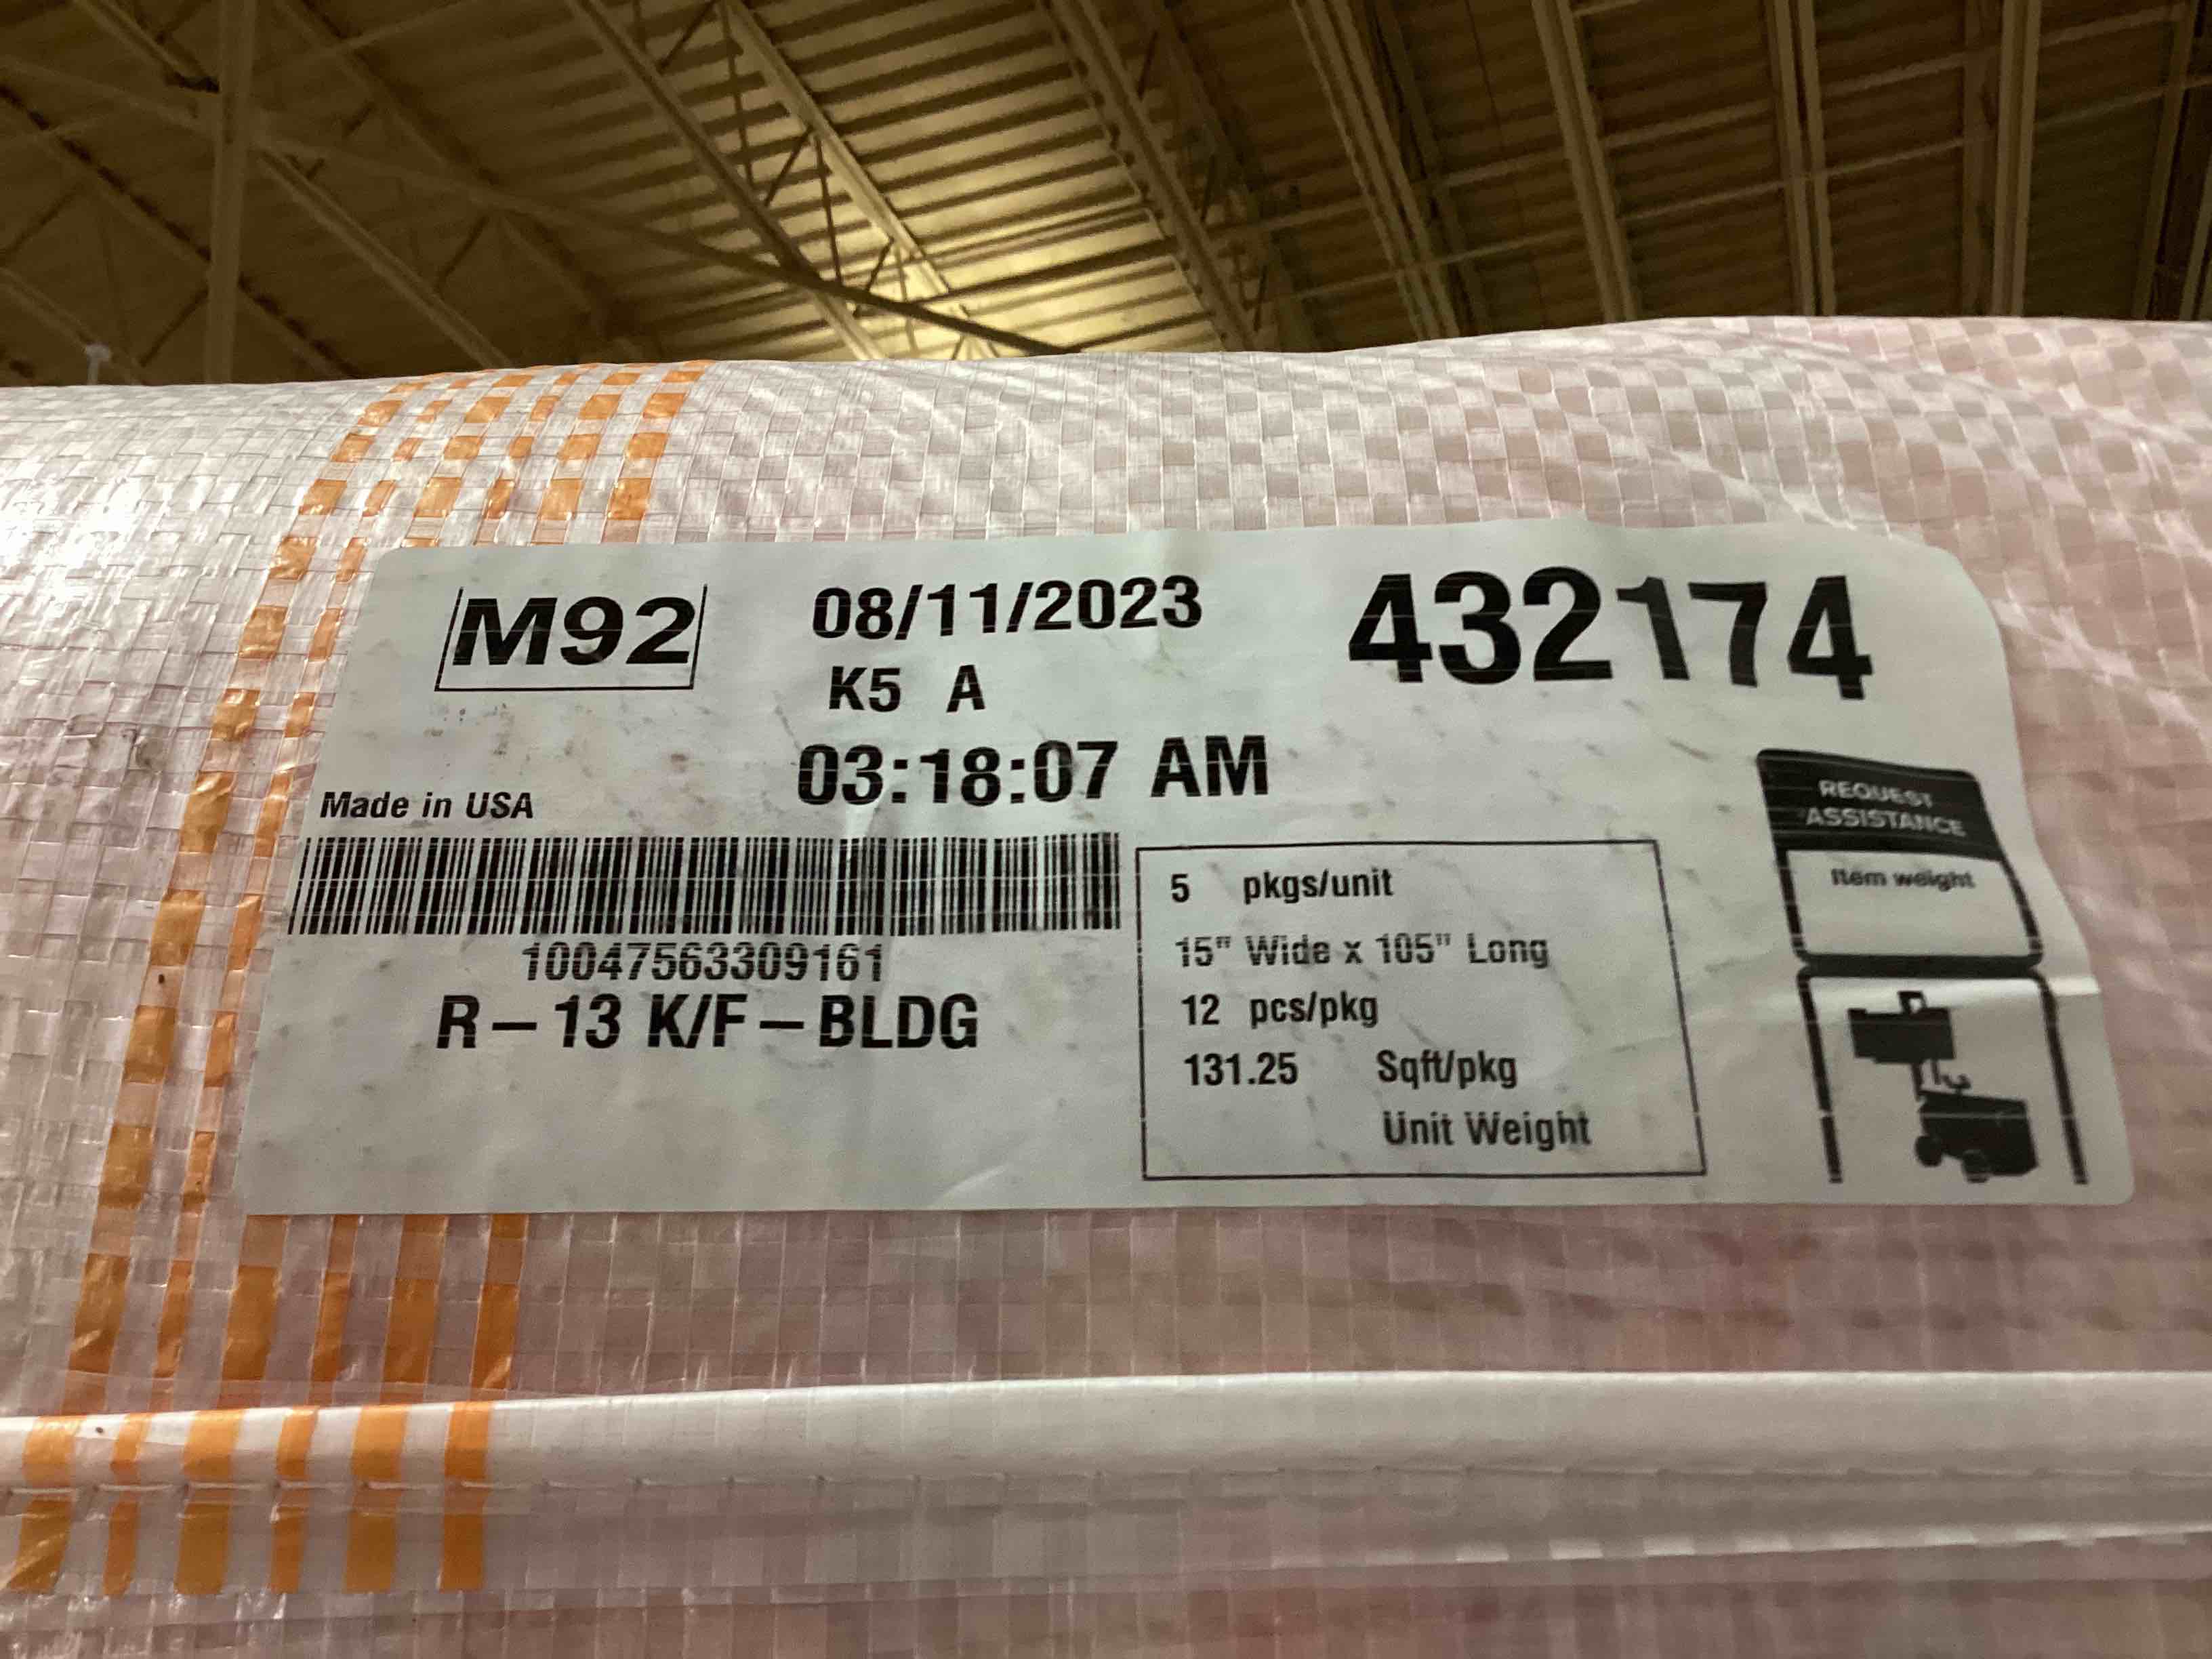 M92
08/11/2023
432174
K5 A
03:18:07 AM
Made in USA
10047563309161
R-13 K/F-BLDG
5 pkgs/unit
15" Wide x 105" Long
12 pcs/pkg
131.25 Sqft/pkg
Unit Weight
REQUEST
ASSISTANCE
Item weight